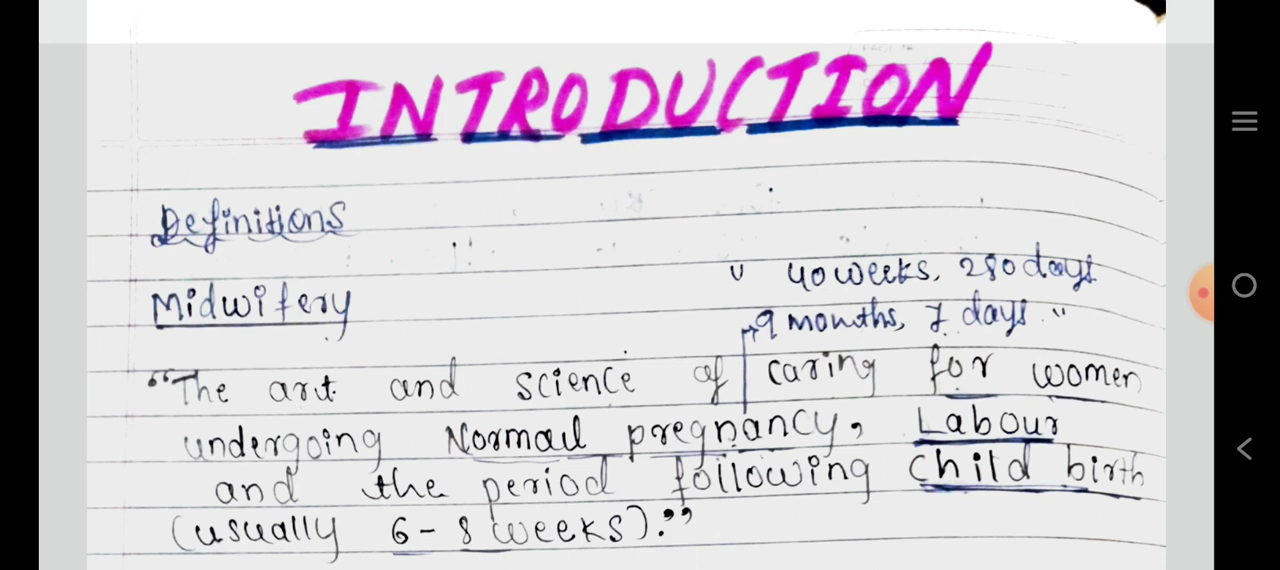 INTRODUCTION
Definitions
Midwifery
" 40 weeks, 280 days
9 months, 7 days "
"The art and science of caring for women
undergoing Normal pregnancy, Labour
and the period following child birth
(usually 6 - 8 weeks)."